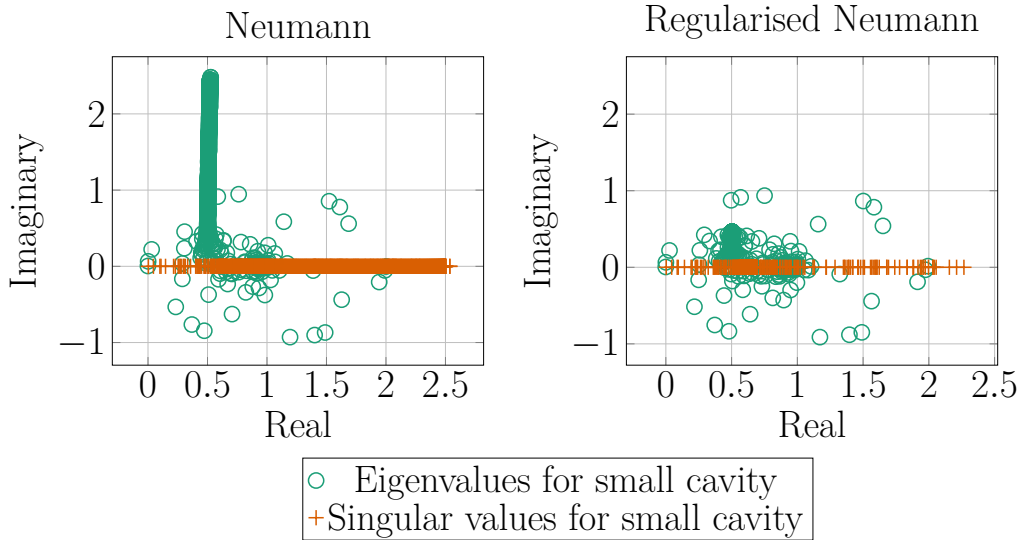 Neumann
Regularised Neumann
Imaginary
2
1
0
−1
0
0.5
1
1.5
2
2.5
Real
Imaginary
2
1
0
−1
0
0.5
1
1.5
2
2.5
Real
Eigenvalues for small cavity
Singular values for small cavity